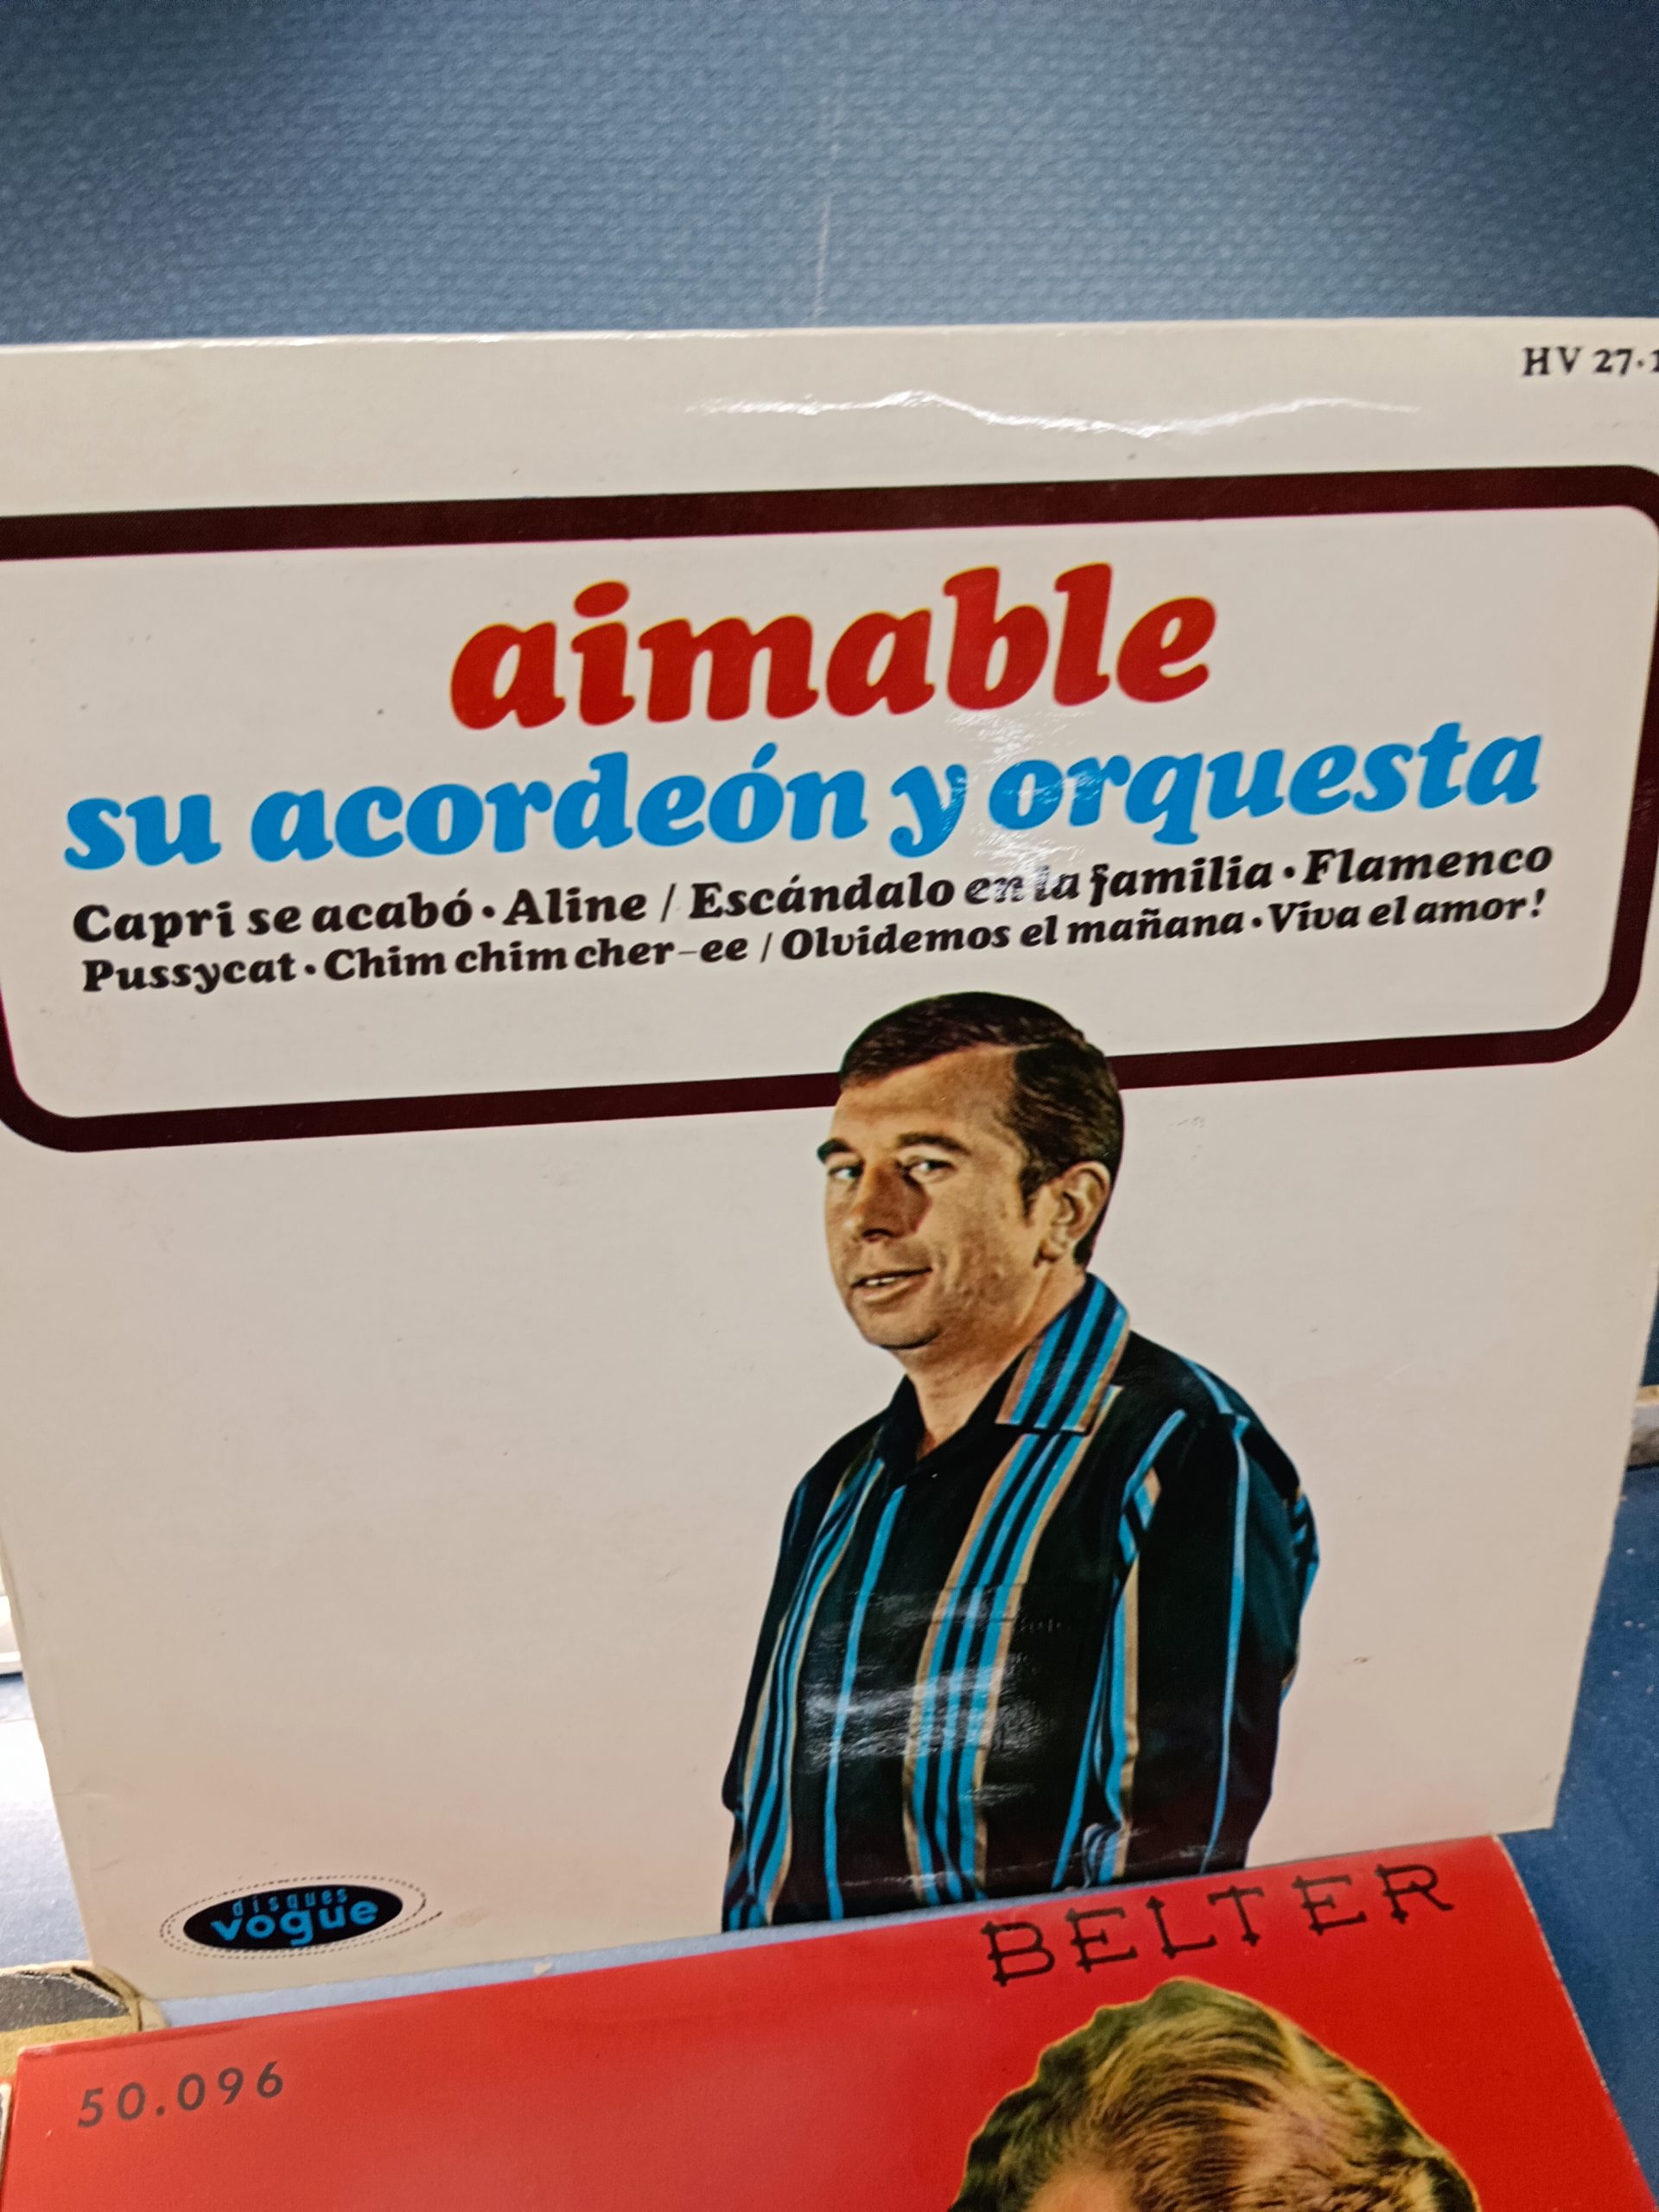 HV 27-1
aimable
su acordeón y orquesta
Capri se acabó • Aline / Escándalo en la familia • Flamenco
Pussycat • Chim chim cher-ee / Olvidemos el mañana • Viva el amor!
disques
vogue
BELTER
50.096